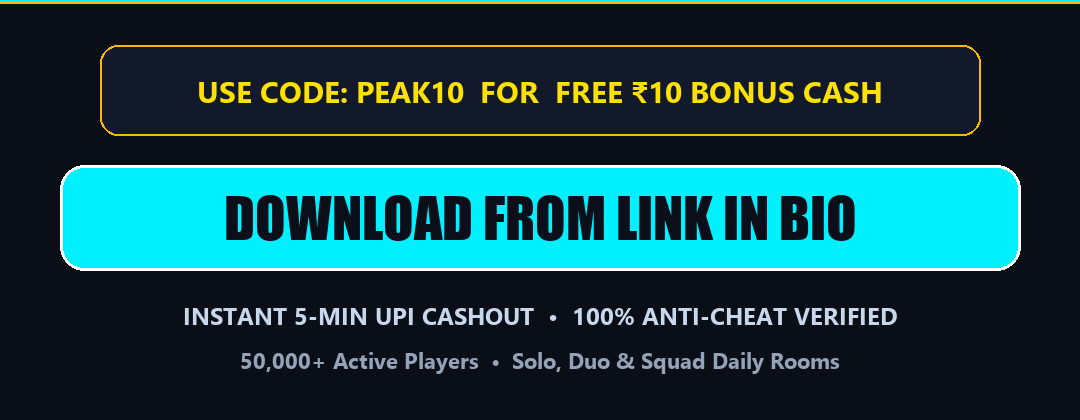 USE CODE: PEAK10 FOR FREE ₹10 BONUS CASH
DOWNLOAD FROM LINK IN BIO
INSTANT 5-MIN UPI CASHOUT • 100% ANTI-CHEAT VERIFIED
50,000+ Active Players • Solo, Duo & Squad Daily Rooms